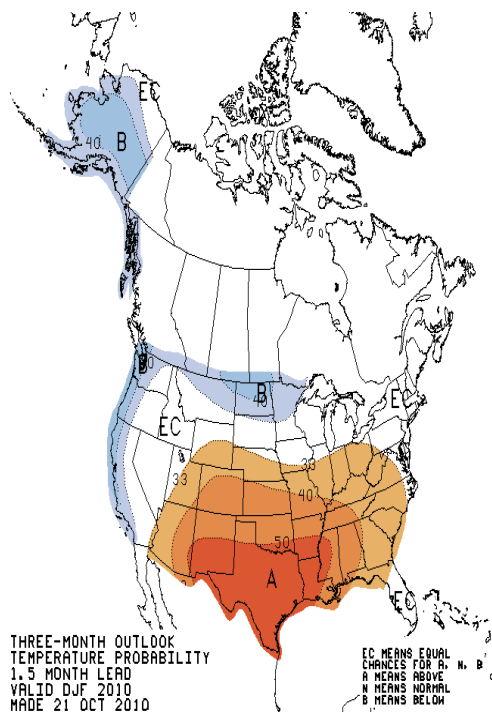 EC
B
40
B
EC
EC
33
33
40
50
A
EC
THREE-MONTH OUTLOOK
TEMPERATURE PROBABILITY
1.5 MONTH LEAD
VALID DJF 2010
MADE 21 OCT 2010
EC MEANS EQUAL
CHANCES FOR A, N, B
A MEANS ABOVE
N MEANS NORMAL
B MEANS BELOW